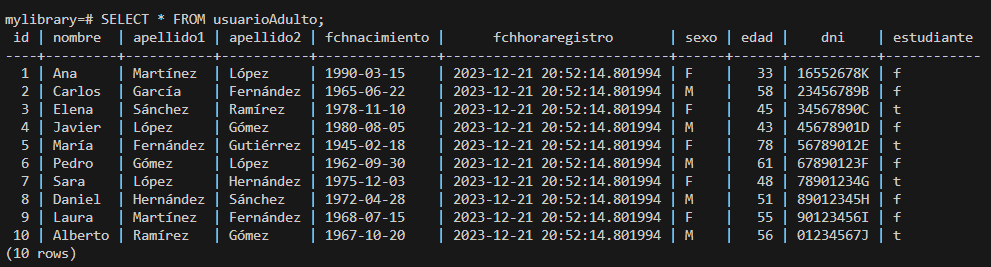 mylibrary=# SELECT * FROM usuarioAdulto;
 id | nombre  | apellido1 | apellido2 | fchnacimiento |      fchhoraregistro       | sexo | edad |    dni    | estudiante
----+---------+-----------+-----------+---------------+----------------------------+------+------+-----------+------------
  1 | Ana     | Martínez  | López     | 1990-03-15    | 2023-12-21 20:52:14.801994 | F    |   33 | 16552678K | f
  2 | Carlos  | García    | Fernández | 1965-06-22    | 2023-12-21 20:52:14.801994 | M    |   58 | 23456789B | f
  3 | Elena   | Sánchez   | Ramírez   | 1978-11-10    | 2023-12-21 20:52:14.801994 | F    |   45 | 34567890C | t
  4 | Javier  | López     | Gómez     | 1980-08-05    | 2023-12-21 20:52:14.801994 | M    |   43 | 45678901D | f
  5 | María   | Fernández | Gutiérrez | 1945-02-18    | 2023-12-21 20:52:14.801994 | F    |   78 | 56789012E | t
  6 | Pedro   | Gómez     | López     | 1962-09-30    | 2023-12-21 20:52:14.801994 | M    |   61 | 67890123F | f
  7 | Sara    | López     | Hernández | 1975-12-03    | 2023-12-21 20:52:14.801994 | F    |   48 | 78901234G | t
  8 | Daniel  | Hernández | Sánchez   | 1972-04-28    | 2023-12-21 20:52:14.801994 | M    |   51 | 89012345H | f
  9 | Laura   | Martínez  | Fernández | 1968-07-15    | 2023-12-21 20:52:14.801994 | F    |   55 | 90123456I | f
 10 | Alberto | Ramírez   | Gómez     | 1967-10-20    | 2023-12-21 20:52:14.801994 | M    |   56 | 01234567J | t
(10 rows)